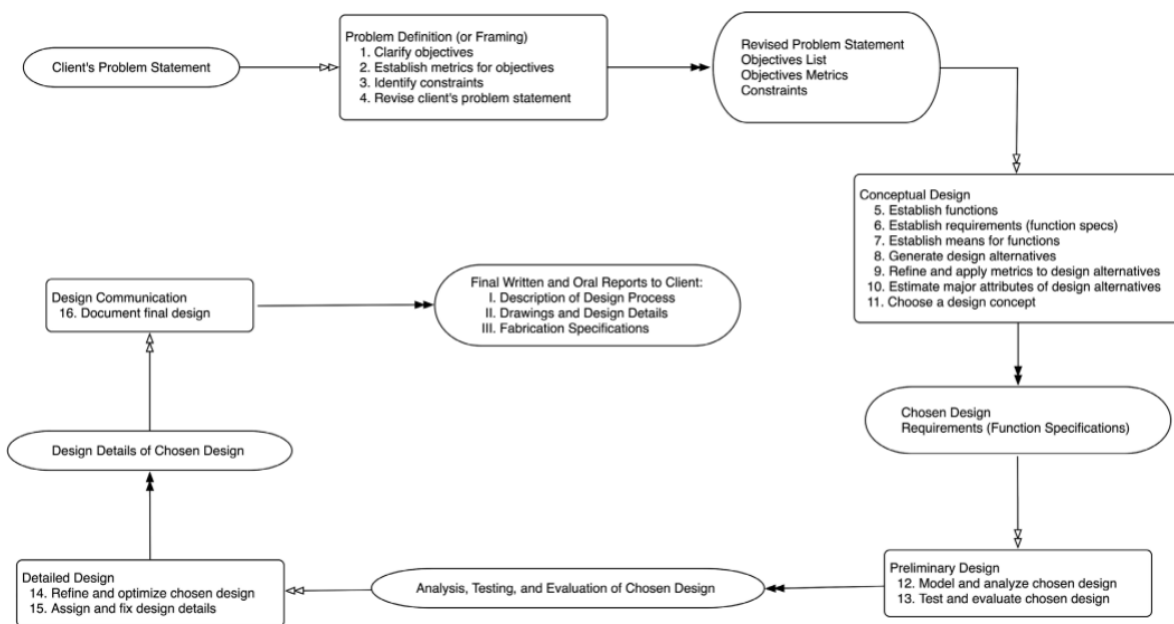 Client's Problem Statement
Problem Definition (or Framing)
1. Clarify objectives
2. Establish metrics for objectives
3. Identify constraints
4. Revise client's problem statement
Revised Problem Statement
Objectives List
Objectives Metrics
Constraints
Conceptual Design
5. Establish functions
6. Establish requirements (function specs)
7. Establish means for functions
8. Generate design alternatives
9. Refine and apply metrics to design alternatives
10. Estimate major attributes of design alternatives
11. Choose a design concept
Chosen Design
Requirements (Function Specifications)
Preliminary Design
12. Model and analyze chosen design
13. Test and evaluate chosen design
Analysis, Testing, and Evaluation of Chosen Design
Detailed Design
14. Refine and optimize chosen design
15. Assign and fix design details
Design Details of Chosen Design
Design Communication
16. Document final design
Final Written and Oral Reports to Client:
I. Description of Design Process
II. Drawings and Design Details
III. Fabrication Specifications